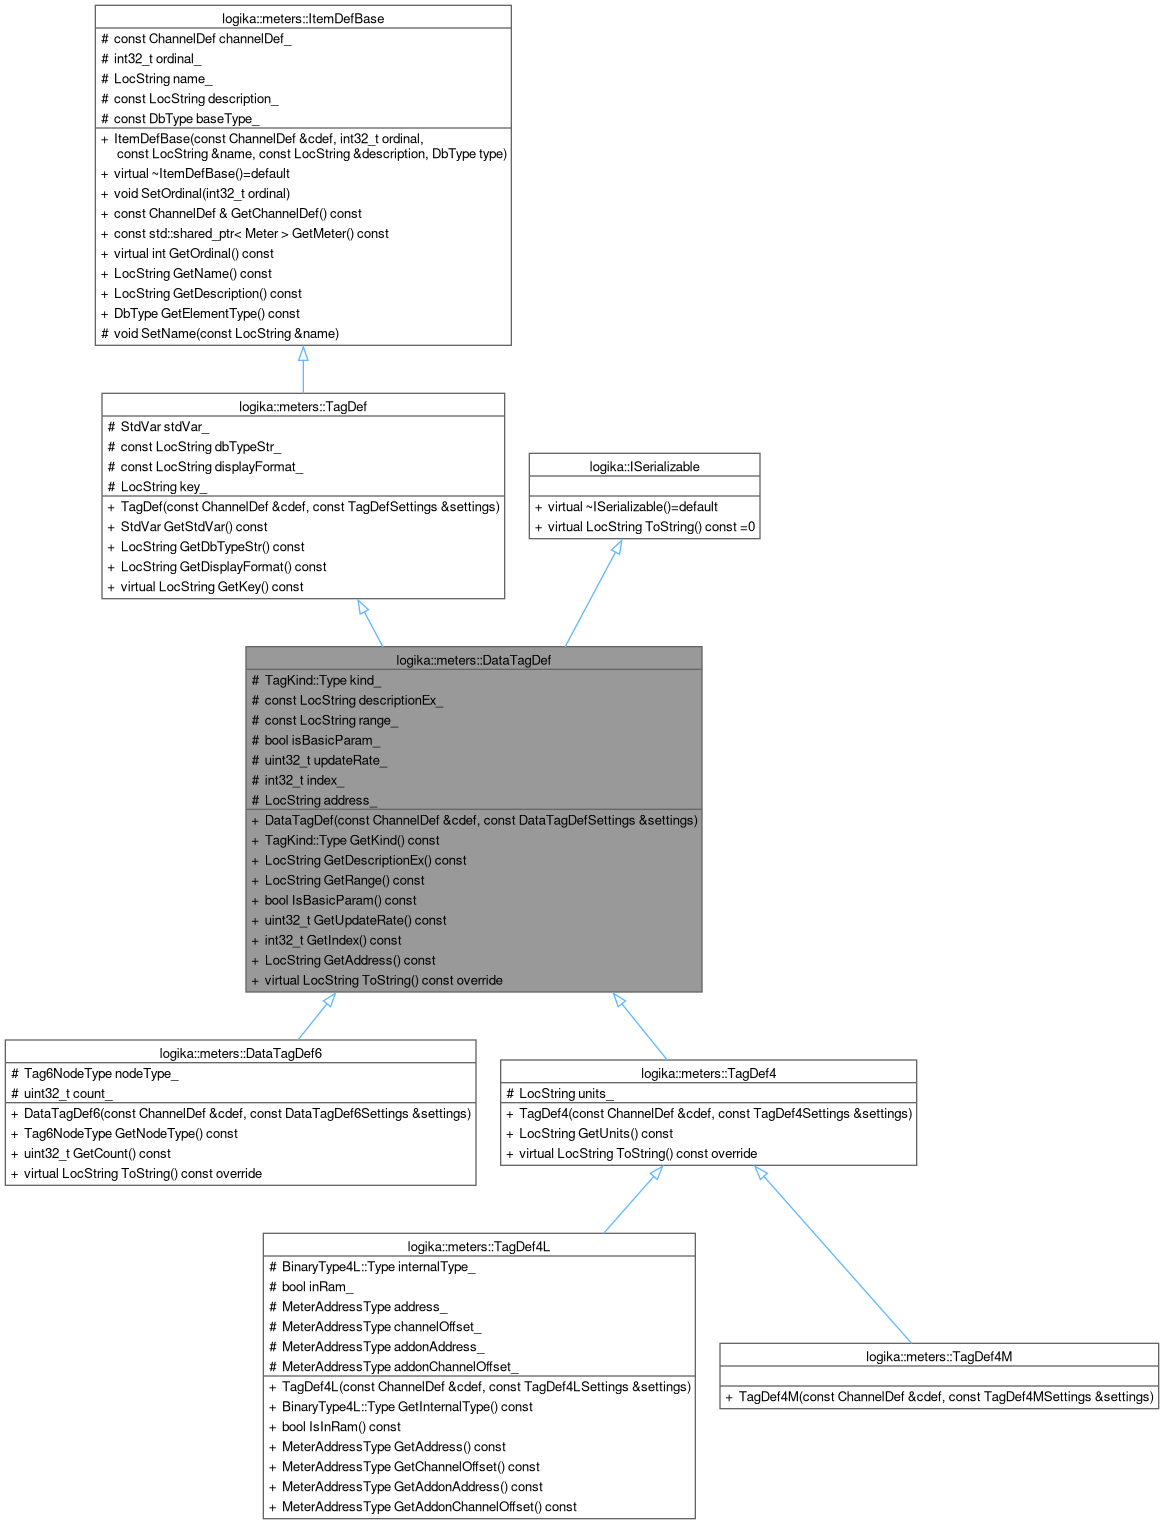 logika::meters::ItemDefBase
# const ChannelDef channelDef_
# int32_t ordinal_
# LocString name_
# const LocString description_
# const DbType baseType_
+ ItemDefBase(const ChannelDef &cdef, int32_t ordinal,
const LocString &name, const LocString &description, DbType type)
+ virtual ~ItemDefBase()=default
+ void SetOrdinal(int32_t ordinal)
+ const ChannelDef & GetChannelDef() const
+ const std::shared_ptr< Meter > GetMeter() const
+ virtual int GetOrdinal() const
+ LocString GetName() const
+ LocString GetDescription() const
+ DbType GetElementType() const
# void SetName(const LocString &name)
logika::meters::TagDef
# StdVar stdVar_
# const LocString dbTypeStr_
# const LocString displayFormat_
# LocString key_
+ TagDef(const ChannelDef &cdef, const TagDefSettings &settings)
+ StdVar GetStdVar() const
+ LocString GetDbTypeStr() const
+ LocString GetDisplayFormat() const
+ virtual LocString GetKey() const
logika::ISerializable
+ virtual ~ISerializable()=default
+ virtual LocString ToString() const =0
logika::meters::DataTagDef
# TagKind::Type kind_
# const LocString descriptionEx_
# const LocString range_
# bool isBasicParam_
# uint32_t updateRate_
# int32_t index_
# LocString address_
+ DataTagDef(const ChannelDef &cdef, const DataTagDefSettings &settings)
+ TagKind::Type GetKind() const
+ LocString GetDescriptionEx() const
+ LocString GetRange() const
+ bool IsBasicParam() const
+ uint32_t GetUpdateRate() const
+ int32_t GetIndex() const
+ LocString GetAddress() const
+ virtual LocString ToString() const override
logika::meters::DataTagDef6
# Tag6NodeType nodeType_
# uint32_t count_
+ DataTagDef6(const ChannelDef &cdef, const DataTagDef6Settings &settings)
+ Tag6NodeType GetNodeType() const
+ uint32_t GetCount() const
+ virtual LocString ToString() const override
logika::meters::TagDef4
# LocString units_
+ TagDef4(const ChannelDef &cdef, const TagDef4Settings &settings)
+ LocString GetUnits() const
+ virtual LocString ToString() const override
logika::meters::TagDef4L
# BinaryType4L::Type internalType_
# bool inRam_
# MeterAddressType address_
# MeterAddressType channelOffset_
# MeterAddressType addonAddress_
# MeterAddressType addonChannelOffset_
+ TagDef4L(const ChannelDef &cdef, const TagDef4LSettings &settings)
+ BinaryType4L::Type GetInternalType() const
+ bool IsInRam() const
+ MeterAddressType GetAddress() const
+ MeterAddressType GetChannelOffset() const
+ MeterAddressType GetAddonAddress() const
+ MeterAddressType GetAddonChannelOffset() const
logika::meters::TagDef4M
+ TagDef4M(const ChannelDef &cdef, const TagDef4MSettings &settings)